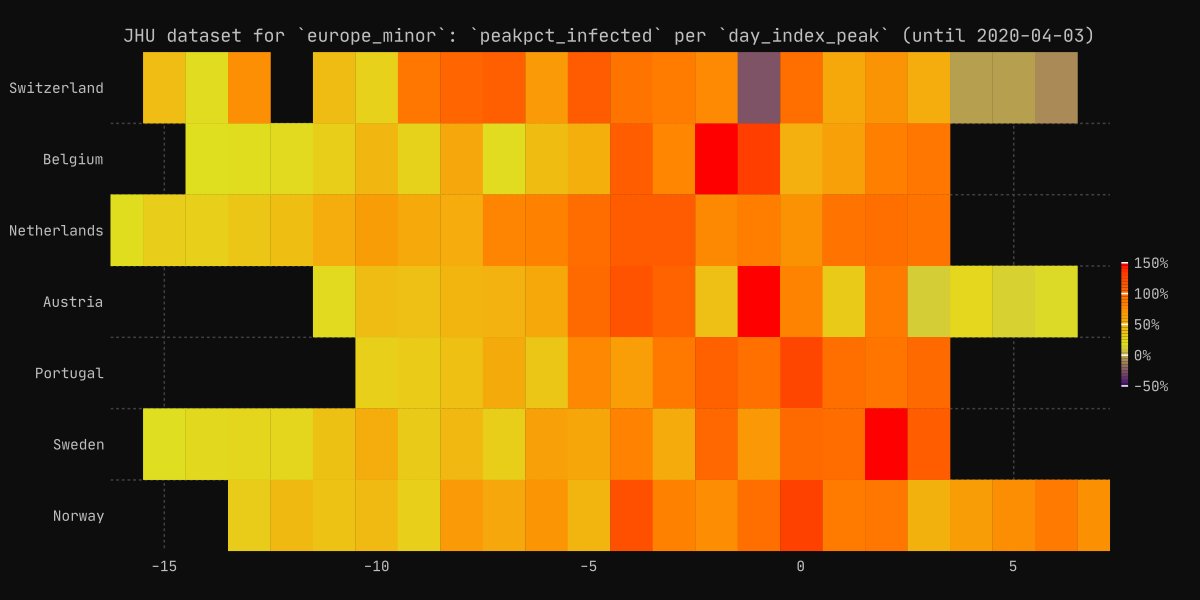 JHU dataset for `europe_minor`: `peakpct_infected` per `day_index_peak` (until 2020-04-03)
Switzerland
Belgium
Netherlands
Austria
Portugal
Sweden
Norway
150%
100%
50%
0%
−50%
−15 −10 −5 0 5